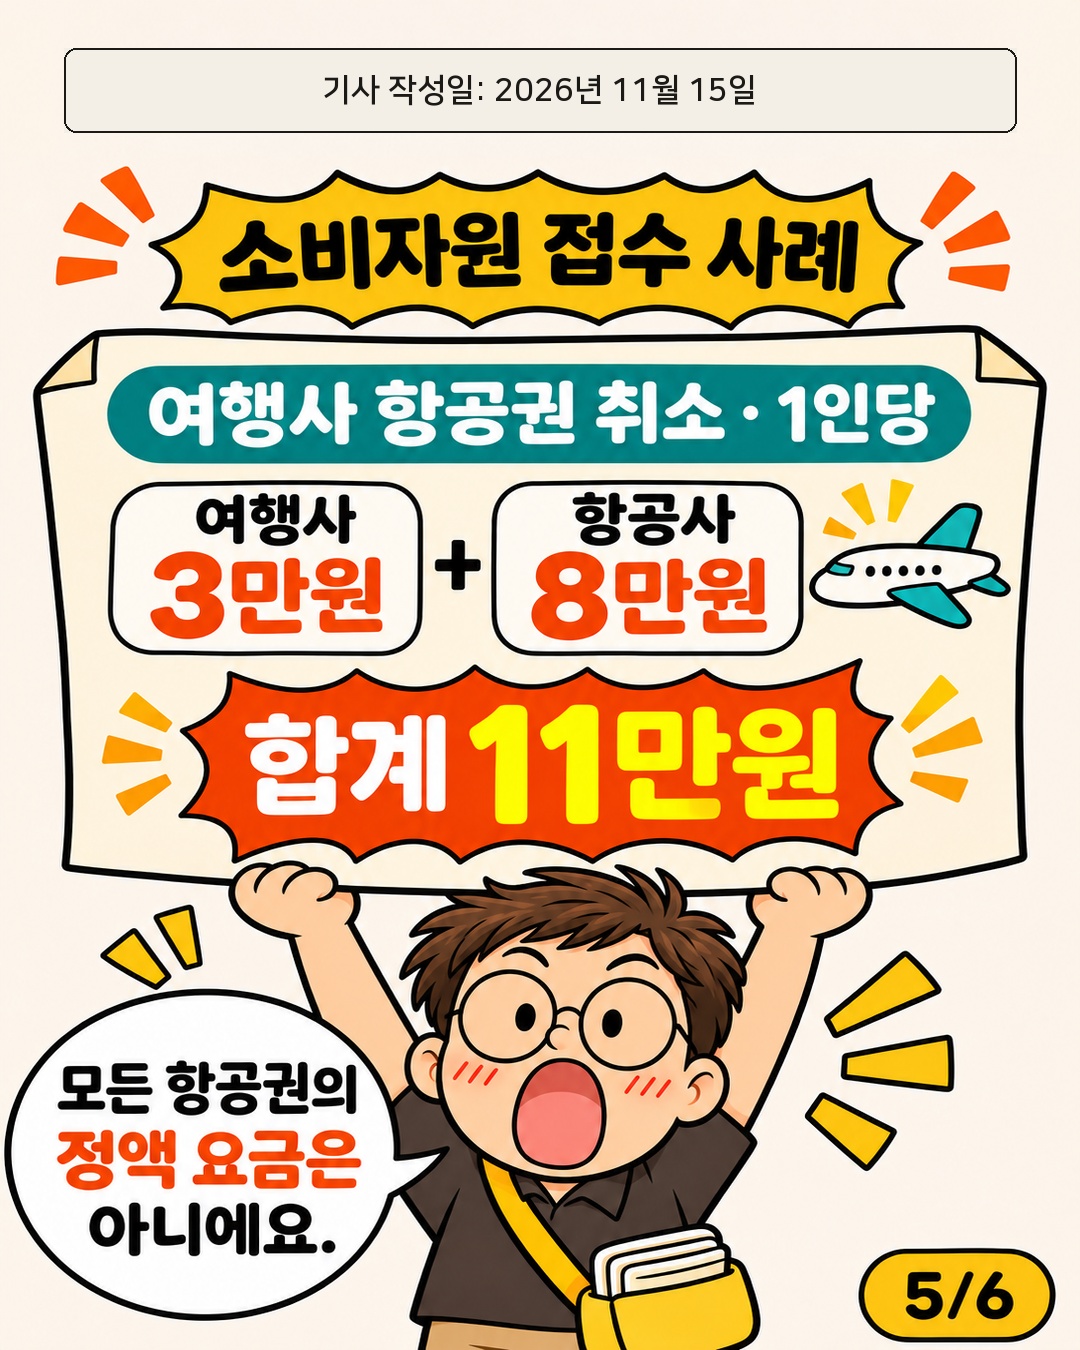 기사 작성일: 2026년 11월 15일
소비자원 접수 사례
여행사 항공권 취소 · 1인당
여행사
3만원
+
항공사
8만원
합계 11만원
모든 항공권의
정액 요금은
아니에요.
5/6